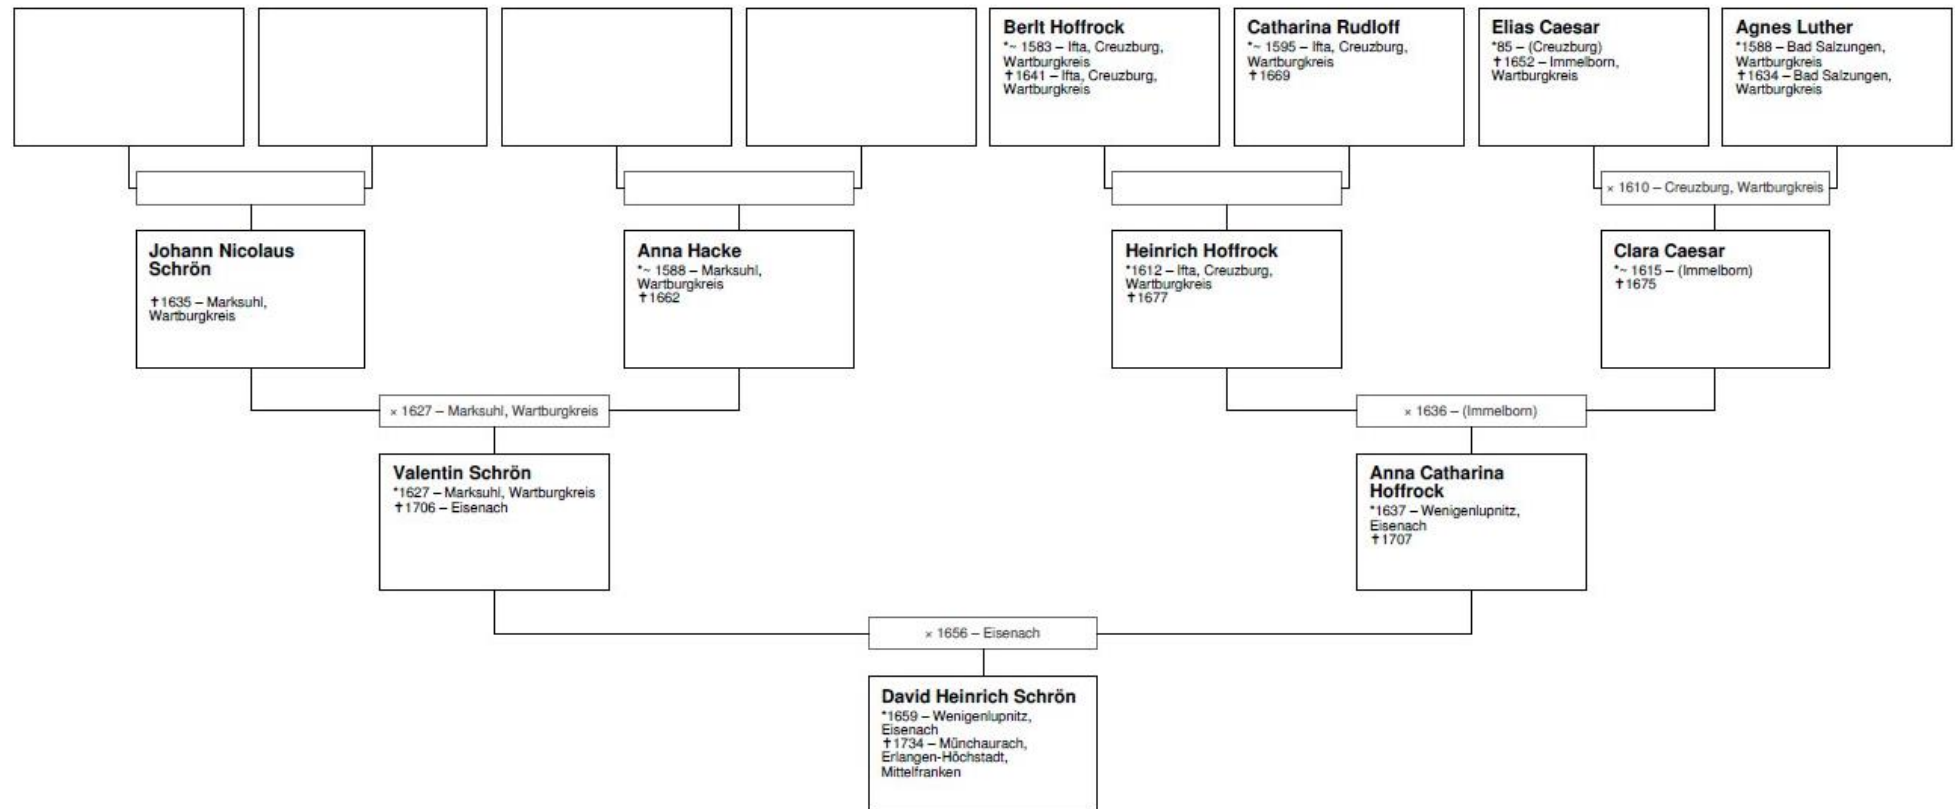 Berlt Hoffrock
*~ 1583 – Ifta, Creuzburg,
Wartburgkreis
†1641 – Ifta, Creuzburg,
Wartburgkreis
Catharina Rudloff
*~ 1595 – Ifta, Creuzburg,
Wartburgkreis
†1669
Elias Caesar
*85 – (Creuzburg)
†1652 – Immelborn,
Wartburgkreis
Agnes Luther
*1588 – Bad Salzungen,
Wartburgkreis
†1634 – Bad Salzungen,
Wartburgkreis
× 1610 – Creuzburg, Wartburgkreis
Johann Nicolaus
Schrön
†1635 – Marksuhl,
Wartburgkreis
Anna Hacke
*~ 1588 – Marksuhl,
Wartburgkreis
†1662
Heinrich Hoffrock
*1612 – Ifta, Creuzburg,
Wartburgkreis
†1677
Clara Caesar
*~ 1615 – (Immelborn)
†1675
× 1627 – Marksuhl, Wartburgkreis
× 1636 – (Immelborn)
Valentin Schrön
*1627 – Marksuhl, Wartburgkreis
†1706 – Eisenach
Anna Catharina
Hoffrock
*1637 – Wenigenlupnitz,
Eisenach
†1707
× 1656 – Eisenach
David Heinrich Schrön
*1659 – Wenigenlupnitz,
Eisenach
†1734 – Münchaurach,
Erlangen-Höchstadt,
Mittelfranken